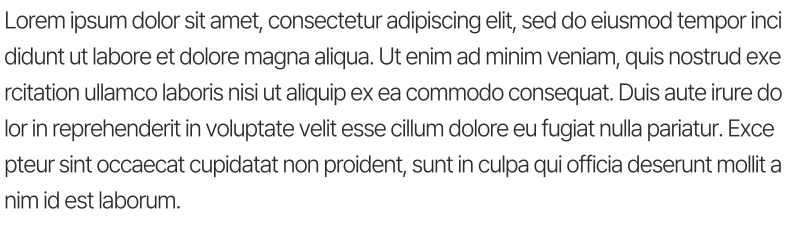 Lorem ipsum dolor sit amet, consectetur adipiscing elit, sed do eiusmod tempor inci
didunt ut labore et dolore magna aliqua. Ut enim ad minim veniam, quis nostrud exe
rcitation ullamco laboris nisi ut aliquip ex ea commodo consequat. Duis aute irure do
lor in reprehenderit in voluptate velit esse cillum dolore eu fugiat nulla pariatur. Exce
pteur sint occaecat cupidatat non proident, sunt in culpa qui officia deserunt mollit a
nim id est laborum.